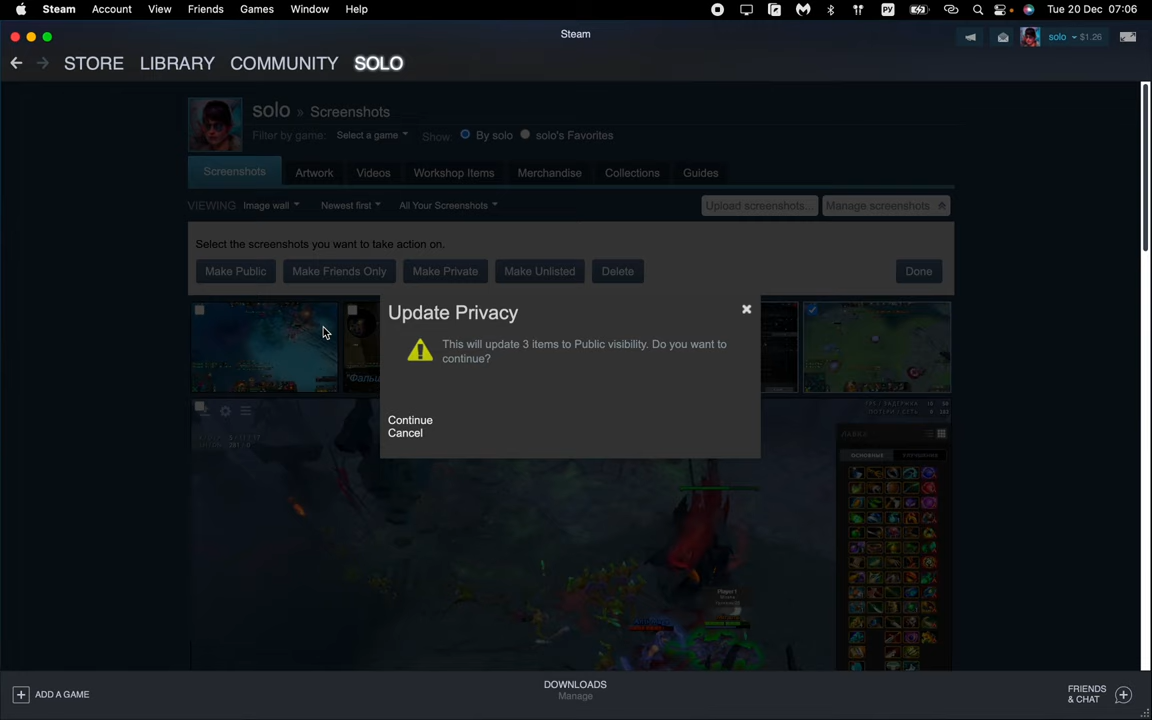 Steam Account View Friends Games Window Help РУ Tue 20 Dec 07:06
Steam
solo $1.26
STORE LIBRARY COMMUNITY SOLO
solo » Screenshots
Filter by game: Select a game Show: By solo solo's Favorites
Screenshots Artwork Videos Workshop Items Merchandise Collections Guides
VIEWING Image wall Newest first All Your Screenshots Upload screenshots... Manage screenshots
Select the screenshots you want to take action on.
Make Public Make Friends Only Make Private Make Unlisted Delete Done
Update Privacy
This will update 3 items to Public visibility. Do you want to
continue?
Continue
Cancel
ОСНОВНЫЕ
DOWNLOADS
Manage
+ ADD A GAME
FRIENDS
& CHAT